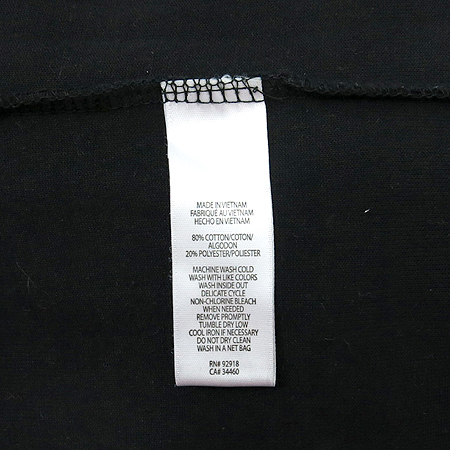 MADE IN VIETNAM
FABRIQUÉ AU VIETNAM
HECHO EN VIETNAM
80% COTTON/COTON/
ALGODON
20% POLYESTER/POLIESTER
MACHINE WASH COLD
WASH WITH LIKE COLORS
WASH INSIDE OUT
DELICATE CYCLE
NON-CHLORINE BLEACH
WHEN NEEDED
REMOVE PROMPTLY
TUMBLE DRY LOW
COOL IRON IF NECESSARY
DO NOT DRY CLEAN
WASH IN A NET BAG
RN# 92918
CA# 34460